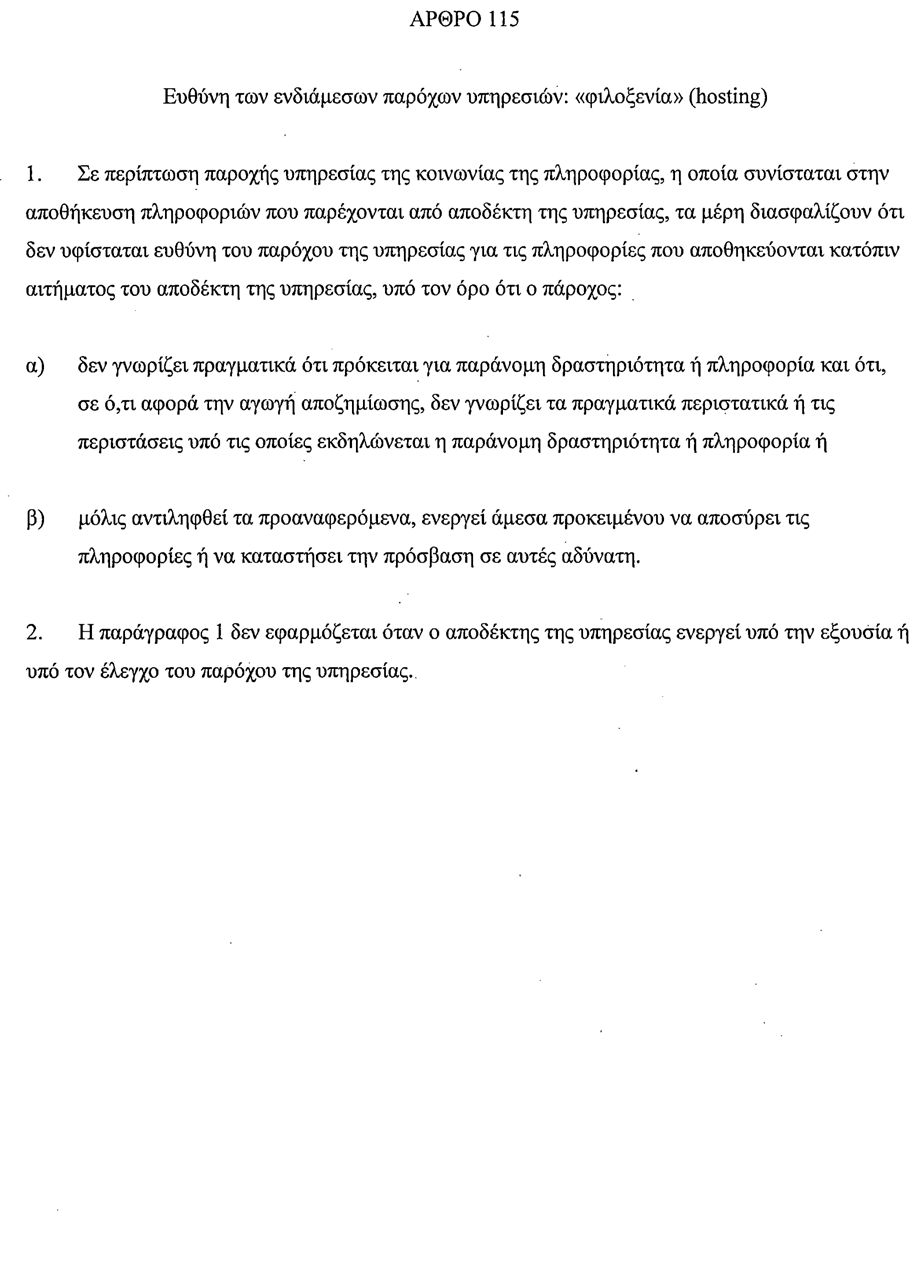 ΑΡΘΡΟ 115
Ευθύνη των ενδιάμεσων παρόχων υπηρεσιών: «φιλοξενία» (hosting)
1. Σε περίπτωση παροχής υπηρεσίας της κοινωνίας της πληροφορίας, η οποία συνίσταται στην
αποθήκευση πληροφοριών που παρέχονται από αποδέκτη της υπηρεσίας, τα μέρη διασφαλίζουν ότι
δεν υφίσταται ευθύνη του παρόχου της υπηρεσίας για τις πληροφορίες που αποθηκεύονται κατόπιν
αιτήματος του αποδέκτη της υπηρεσίας, υπό τον όρο ότι ο πάροχος:
α) δεν γνωρίζει πραγματικά ότι πρόκειται για παράνομη δραστηριότητα ή πληροφορία και ότι,
σε ό,τι αφορά την αγωγή αποζημίωσης, δεν γνωρίζει τα πραγματικά περιστατικά ή τις
περιστάσεις υπό τις οποίες εκδηλώνεται η παράνομη δραστηριότητα ή πληροφορία ή
β) μόλις αντιληφθεί τα προαναφερόμενα, ενεργεί άμεσα προκειμένου να αποσύρει τις
πληροφορίες ή να καταστήσει την πρόσβαση σε αυτές αδύνατη.
2. Η παράγραφος 1 δεν εφαρμόζεται όταν ο αποδέκτης της υπηρεσίας ενεργεί υπό την εξουσία ή
υπό τον έλεγχο του παρόχου της υπηρεσίας.